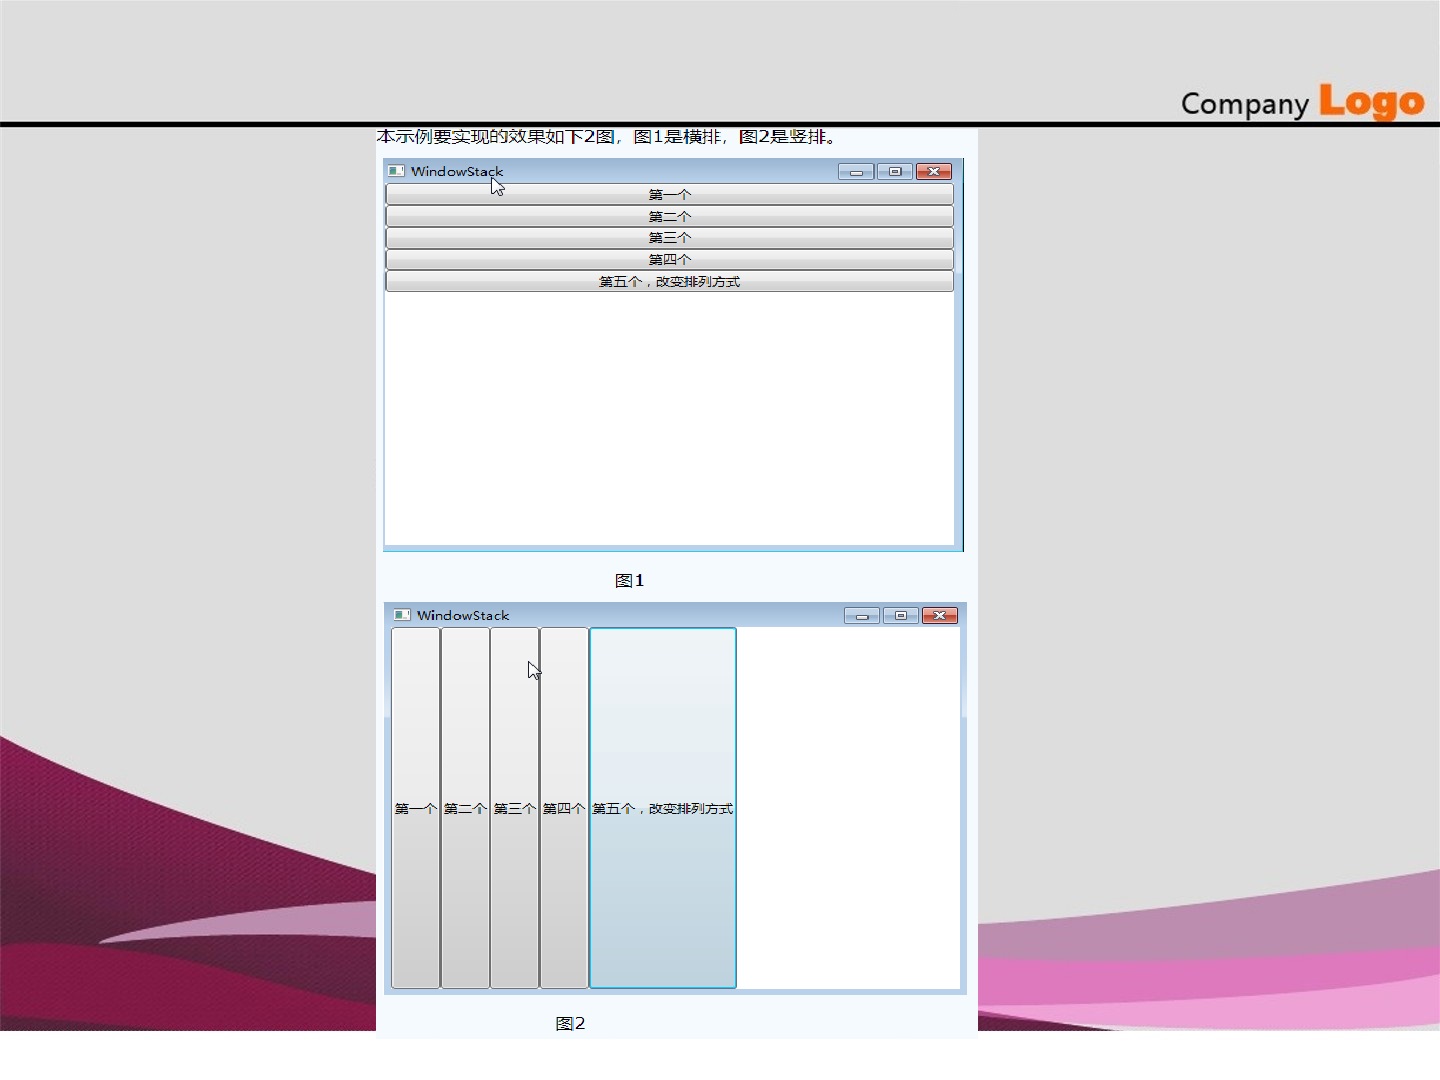 Company Logo
本示例要实现的效果如下2图，图1是横排，图2是竖排。
WindowStack
第一个
第二个
第三个
第四个
第五个，改变排列方式
图1
WindowStack
第一个 第二个 第三个 第四个 第五个，改变排列方式
图2